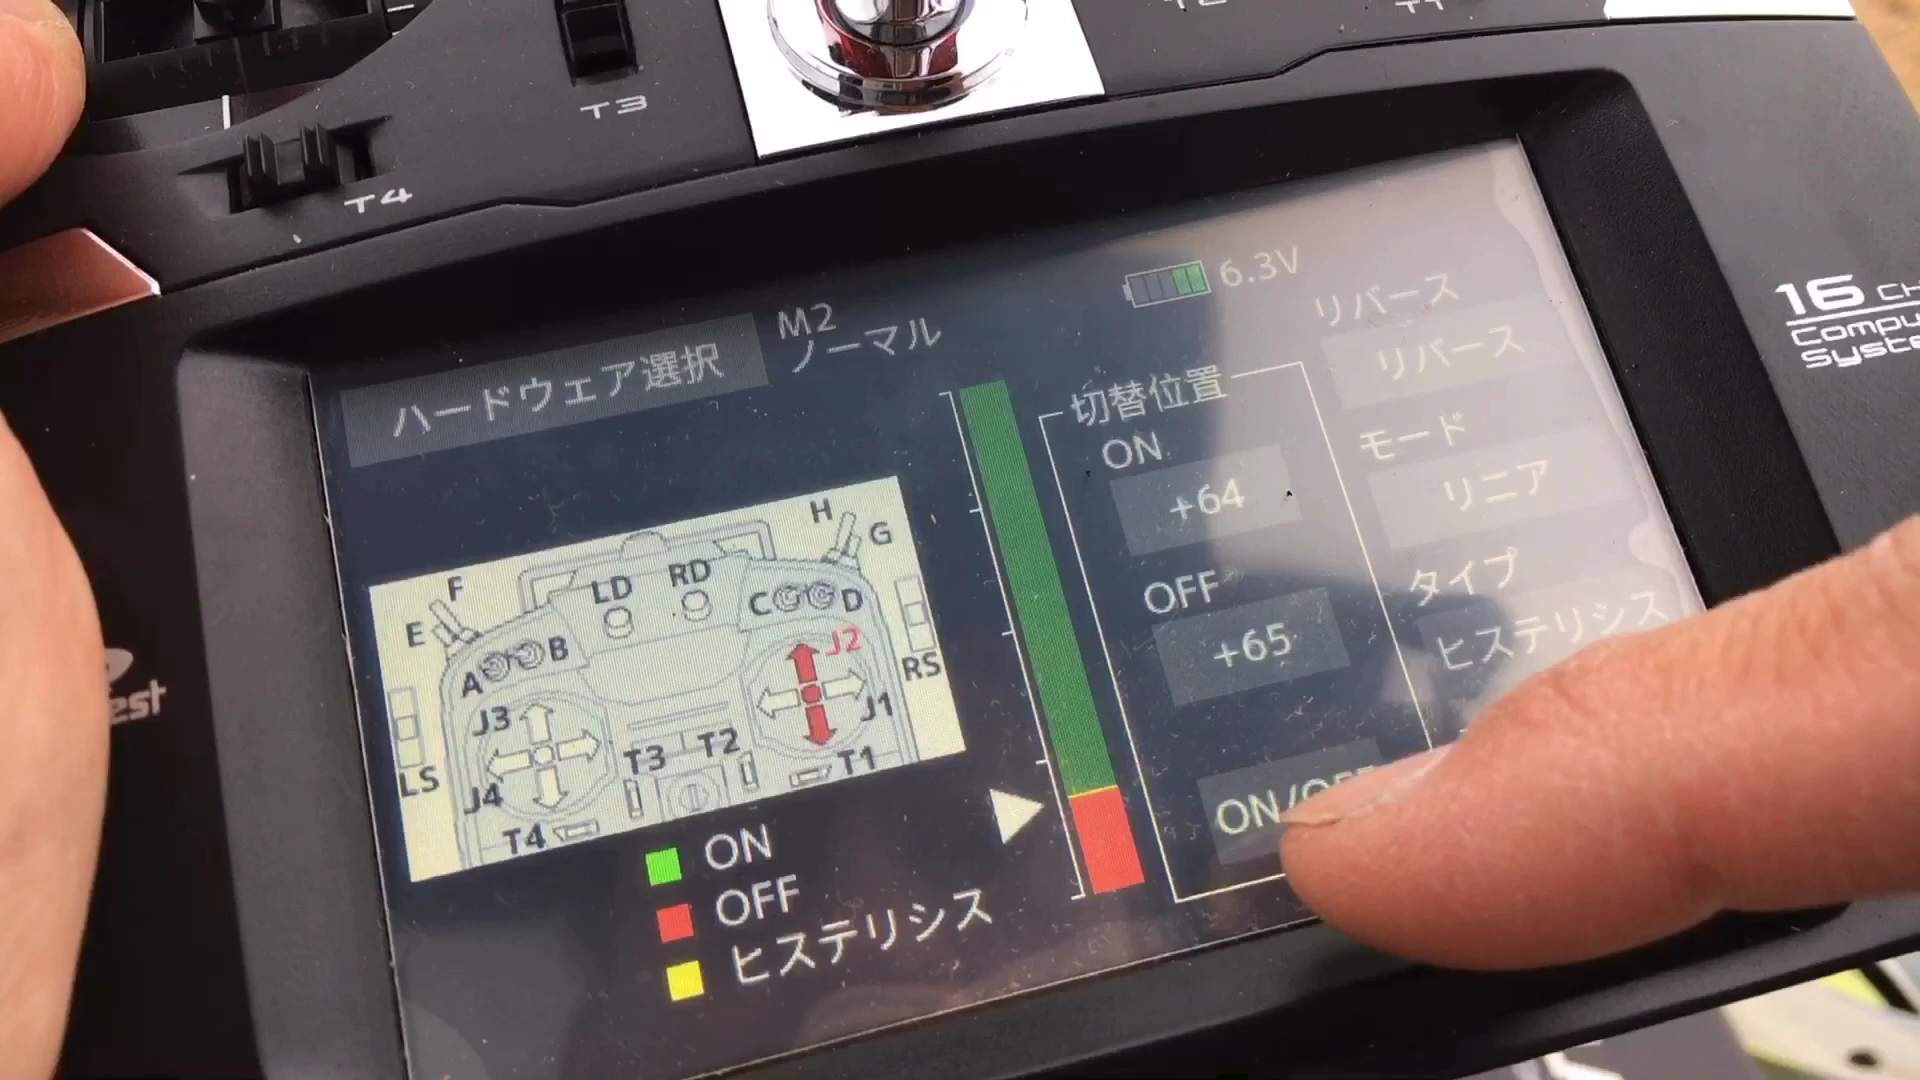 T3
T4
ハードウェア選択
M2
ノーマル
6.3V
リバース
リバース
切替位置
ON
+64
モード
リニア
OFF
+65
タイプ
ヒステリシス
H
G
F
E
LD
RD
C
D
A
B
J2
J1
J3
J4
RS
LS
T3
T2
T1
T4
ON
OFF
ヒステリシス
16